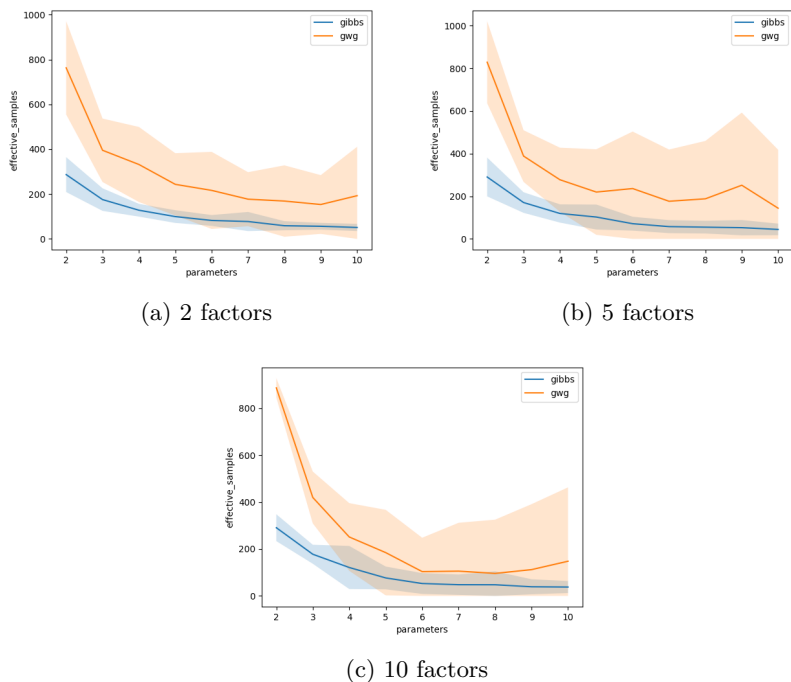 1000
800
600
400
200
0
effective_samples
2 3 4 5 6 7 8 9 10
parameters
gibbs
gwg
(a) 2 factors
1000
800
600
400
200
0
effective_samples
2 3 4 5 6 7 8 9 10
parameters
gibbs
gwg
(b) 5 factors
800
600
400
200
0
effective_samples
2 3 4 5 6 7 8 9 10
parameters
gibbs
gwg
(c) 10 factors